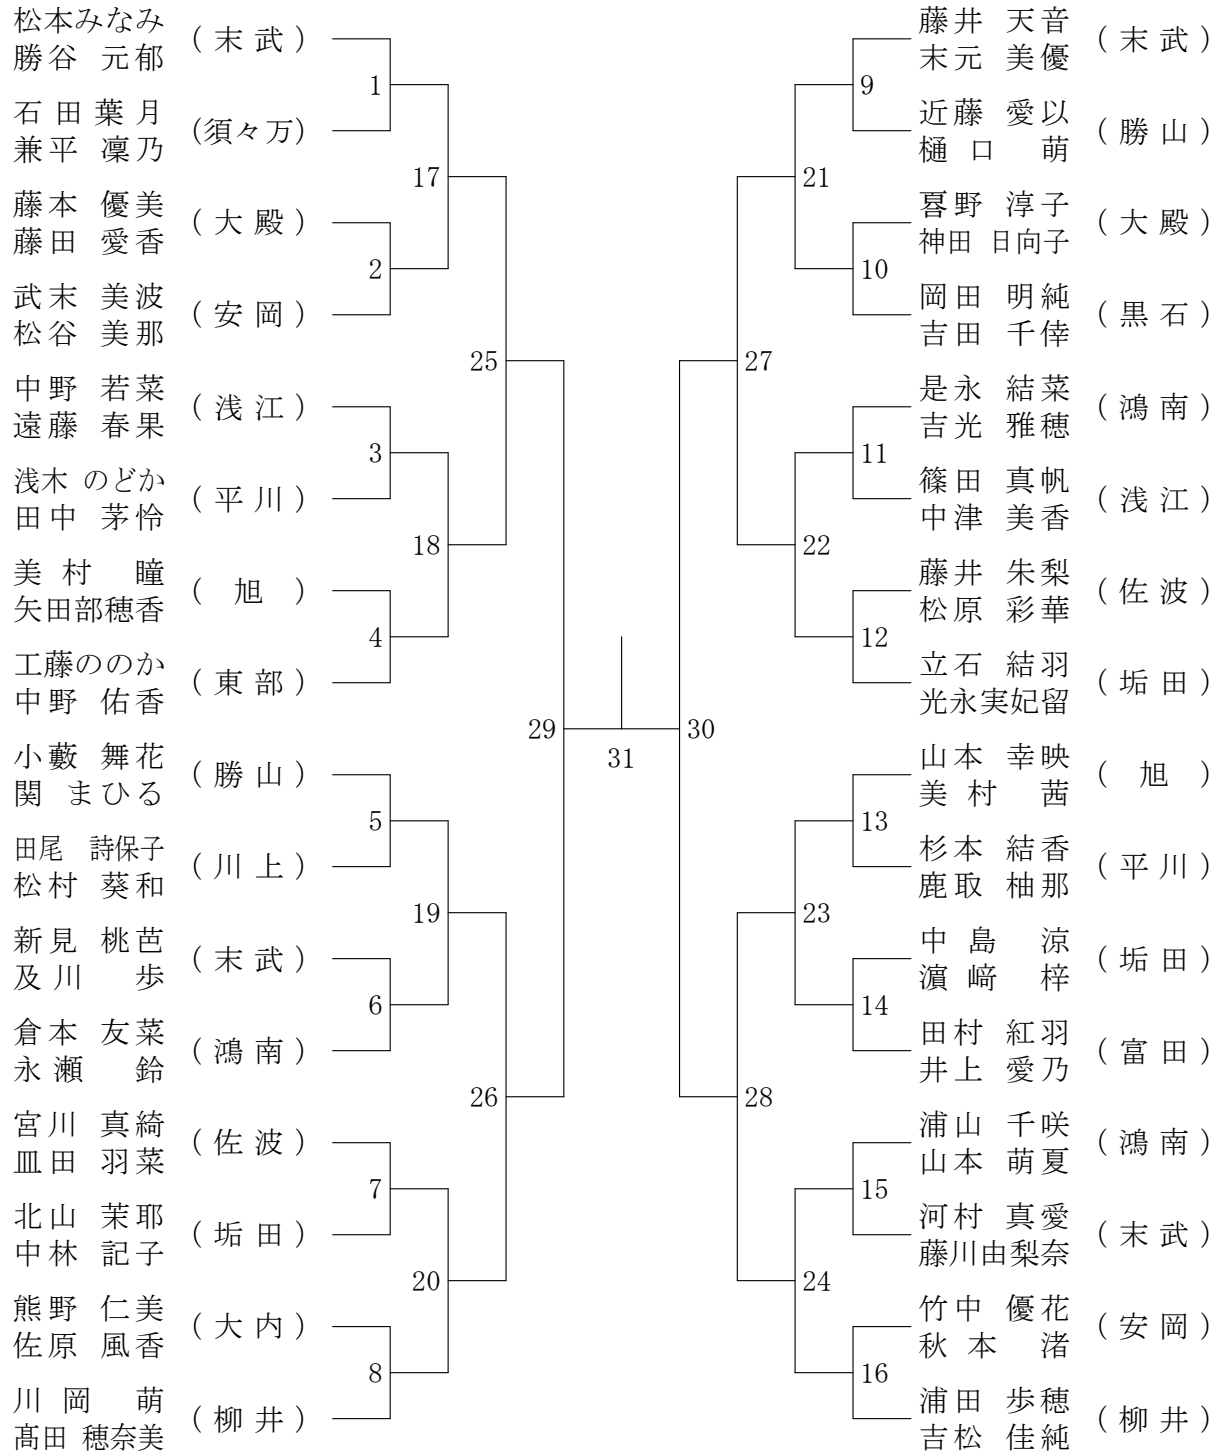 松本みなみ
勝谷 元郁
(末武)
石田葉月
兼平 凜乃
(須々万)
藤本 優美
藤田 愛香
(大殿)
武末 美波
松谷 美那
(安岡)
中野 若菜
遠藤 春果
(浅江)
浅木 のどか
田中 茅怜
(平川)
美村 瞳
矢田部穂香
(旭)
工藤ののか
中野 佑香
(東部)
小藪 舞花
関 まひる
(勝山)
田尾 詩保子
松村 葵和
(川上)
新見 桃芭
及川 歩
(末武)
倉本 友菜
永瀬 鈴
(鴻南)
宮川 真綺
皿田 羽菜
(佐波)
北山 茉耶
中林 記子
(垢田)
熊野 仁美
佐原 風香
(大内)
川岡 萌
髙田 穂奈美
(柳井)
1
2
3
4
5
6
7
8
17
18
19
20
25
26
29
31
30
27
28
21
22
23
24
9
10
11
12
13
14
15
16
藤井 天音
末元 美優
(末武)
近藤 愛以
樋口 萌
(勝山)
野 淳子
神田 日向子
(大殿)
岡田 明純
吉田 千倖
(黒石)
是永 結菜
吉光 雅穂
(鴻南)
篠田 真帆
中津 美香
(浅江)
藤井 朱梨
松原 彩華
(佐波)
立石 結羽
光永実妃留
(垢田)
山本 幸映
美村 茜
(旭)
杉本 結香
鹿取 柚那
(平川)
中島 涼
濵﨑 梓
(垢田)
田村 紅羽
井上 愛乃
(富田)
浦山 千咲
山本 萌夏
(鴻南)
河村 真愛
藤川由梨奈
(末武)
竹中 優花
秋本 渚
(安岡)
浦田 歩穂
吉松 佳純
(柳井)